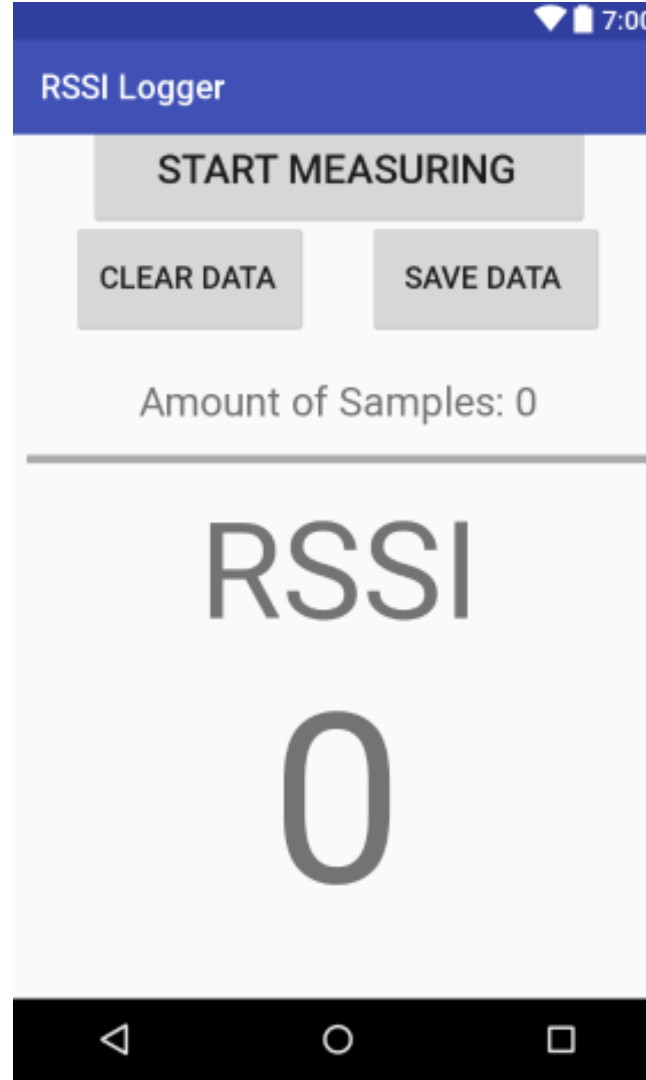 7:00
RSSI Logger
START MEASURING
CLEAR DATA SAVE DATA
Amount of Samples: 0
RSSI
0